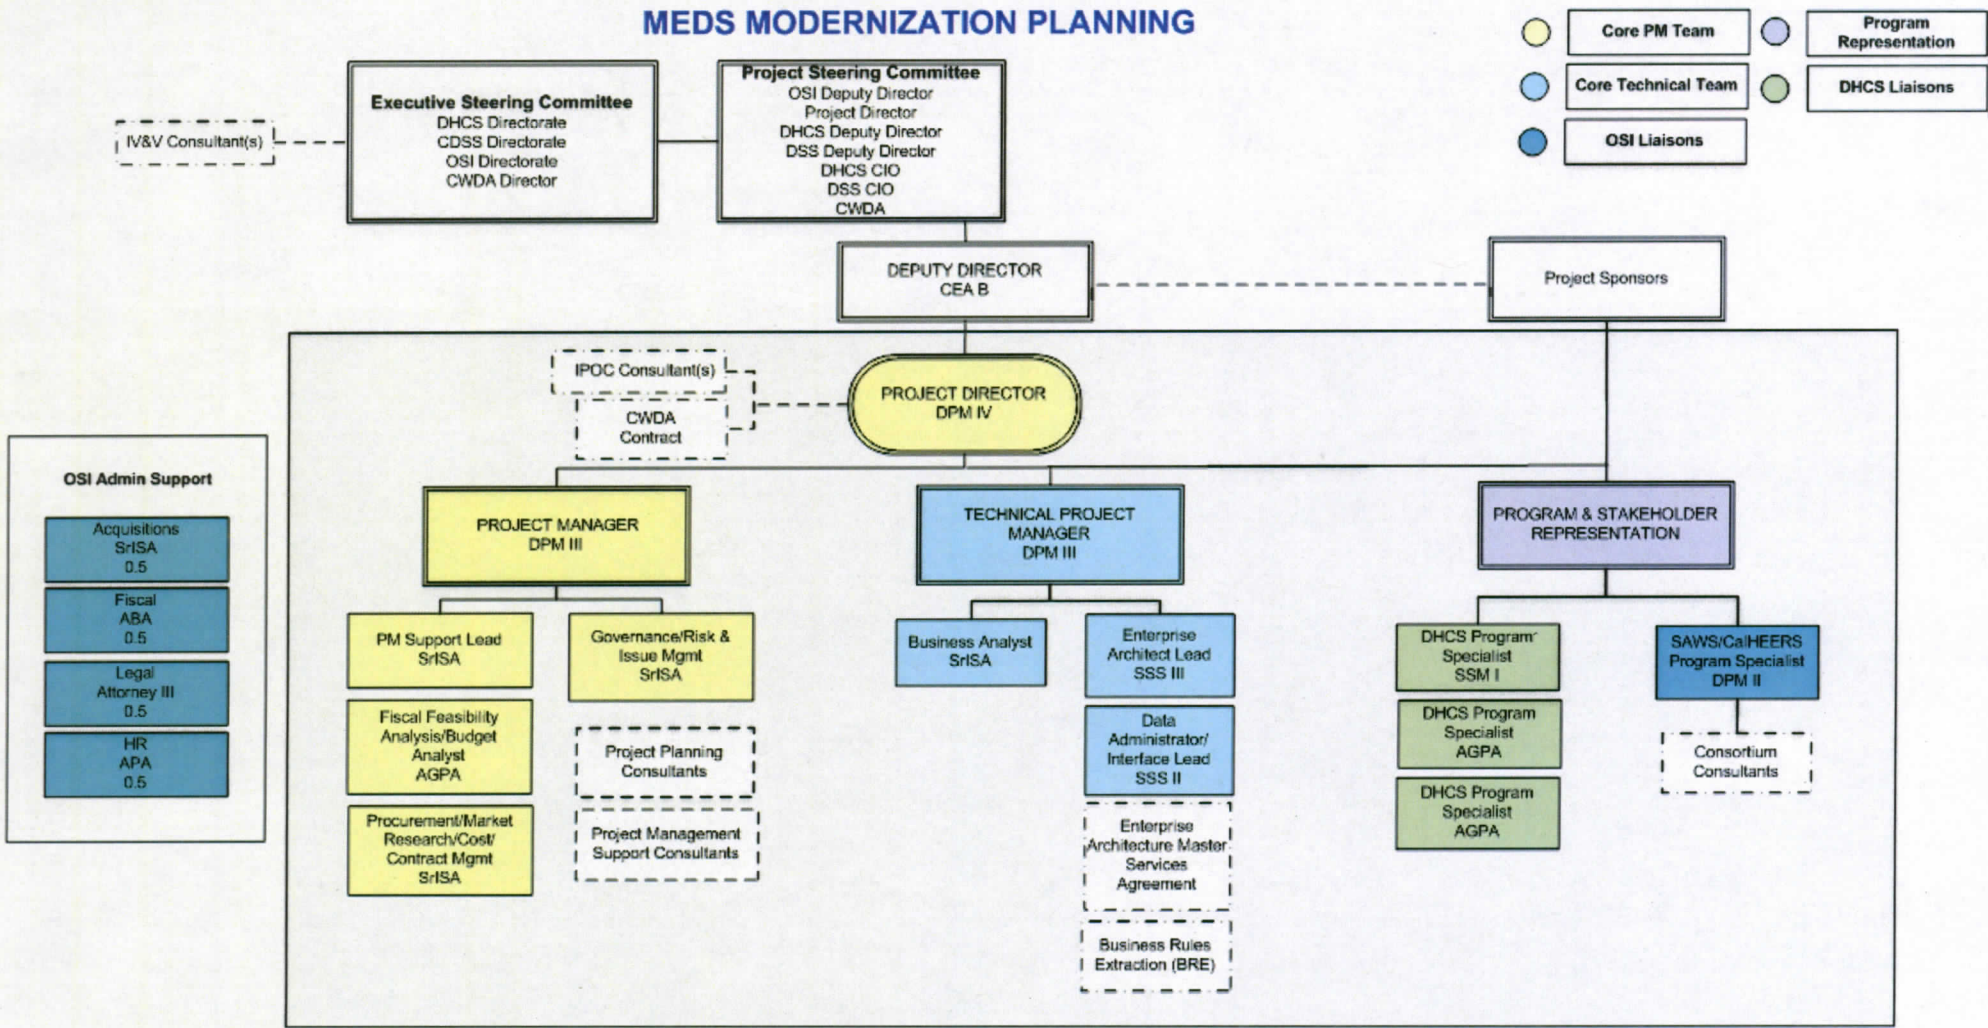 MEDS MODERNIZATION PLANNING
Core PM Team
Program
Representation
Core Technical Team
DHCS Liaisons
OSI Liaisons
IV&V Consultant(s)
Executive Steering Committee
DHCS Directorate
CDSS Directorate
OSI Directorate
CWDA Director
Project Steering Committee
OSI Deputy Director
Project Director
DHCS Deputy Director
DSS Deputy Director
DHCS CIO
DSS CIO
CWDA
DEPUTY DIRECTOR
CEA B
Project Sponsors
IPOC Consultant(s)
CWDA
Contract
PROJECT DIRECTOR
DPM IV
OSI Admin Support
Acquisitions
SrISA
0.5
Fiscal
ABA
0.5
Legal
Attorney III
0.5
HR
APA
0.5
PROJECT MANAGER
DPM III
PM Support Lead
SrISA
Governance/Risk &
Issue Mgmt
SrISA
Fiscal Feasibility
Analysis/Budget
Analyst
AGPA
Project Planning
Consultants
Procurement/Market
Research/Cost/
Contract Mgmt
SrISA
Project Management
Support Consultants
TECHNICAL PROJECT
MANAGER
DPM III
Business Analyst
SrISA
Enterprise
Architect Lead
SSS III
Data
Administrator/
Interface Lead
SSS II
Enterprise
Architecture Master
Services
Agreement
Business Rules
Extraction (BRE)
PROGRAM & STAKEHOLDER
REPRESENTATION
DHCS Program
Specialist
SSM I
DHCS Program
Specialist
AGPA
DHCS Program
Specialist
AGPA
SAWS/CalHEERS
Program Specialist
DPM II
Consortium
Consultants